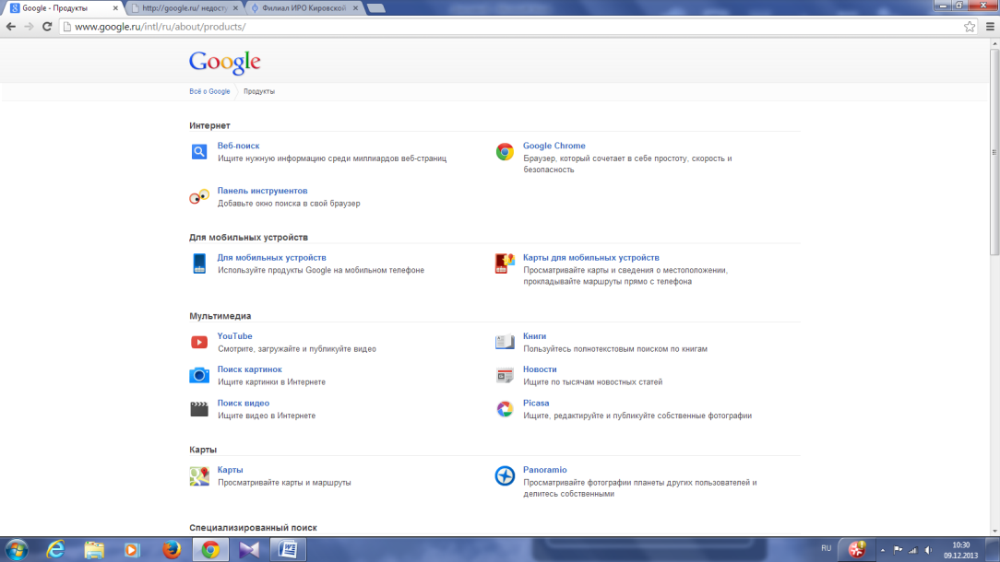 Google - Продукты
http://google.ru/ недосту
Филиал ИРО Кировской
www.google.ru/intl/ru/about/products/
Google
Всё о Google
Продукты
Интернет
Веб-поиск
Ищите нужную информацию среди миллиардов веб-страниц
Google Chrome
Браузер, который сочетает в себе простоту, скорость и
безопасность
Панель инструментов
Добавьте окно поиска в свой браузер
Для мобильных устройств
Для мобильных устройств
Используйте продукты Google на мобильном телефоне
Карты для мобильных устройств
Просматривайте карты и сведения о местоположении,
прокладывайте маршруты прямо с телефона
Мультимедиа
YouTube
Смотрите, загружайте и публикуйте видео
Книги
Пользуйтесь полнотекстовым поиском по книгам
Поиск картинок
Ищите картинки в Интернете
Новости
Ищите по тысячам новостных статей
Поиск видео
Ищите видео в Интернете
Picasa
Ищите, редактируйте и публикуйте собственные фотографии
Карты
Карты
Просматривайте карты и маршруты
Panoramio
Просматривайте фотографии планеты других пользователей и
делитесь собственными
Специализированный поиск
RU
10:30
09.12.2013